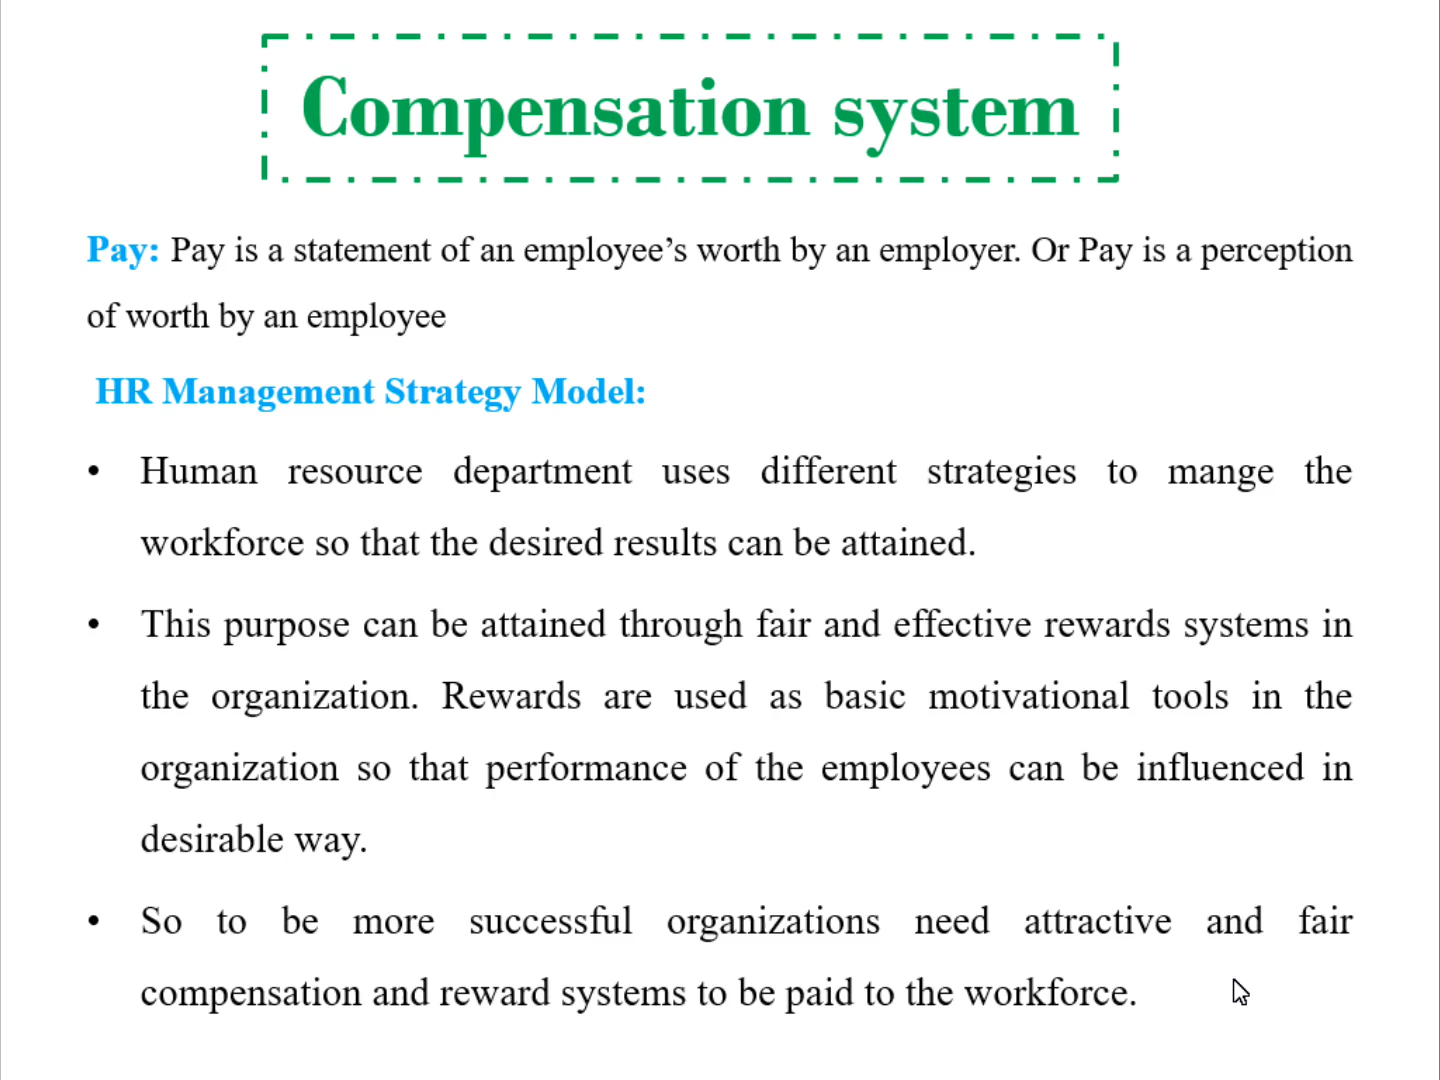 Compensation system
Pay: Pay is a statement of an employee’s worth by an employer. Or Pay is a perception
of worth by an employee
HR Management Strategy Model:
• Human resource department uses different strategies to mange the
workforce so that the desired results can be attained.
• This purpose can be attained through fair and effective rewards systems in
the organization. Rewards are used as basic motivational tools in the
organization so that performance of the employees can be influenced in
desirable way.
• So to be more successful organizations need attractive and fair
compensation and reward systems to be paid to the workforce.